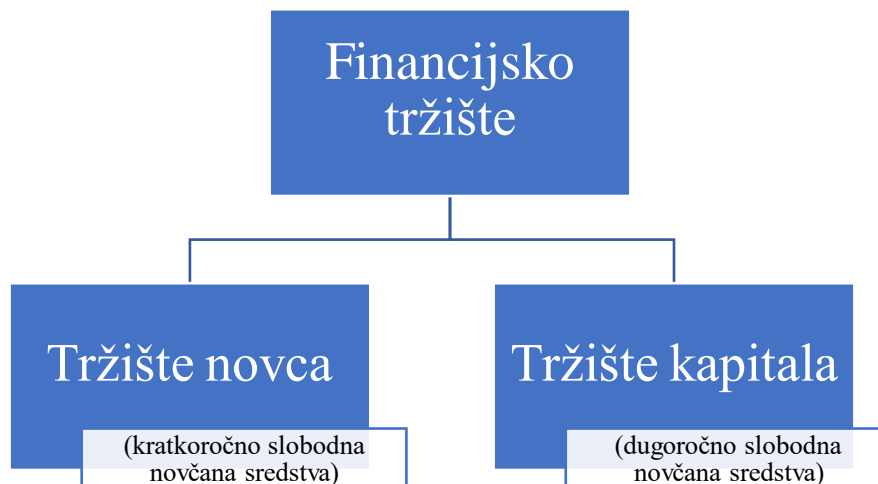 Financijsko
tržište
Tržište novca
(kratkoročno slobodna
novčana sredstva)
Tržište kapitala
(dugoročno slobodna
novčana sredstva)